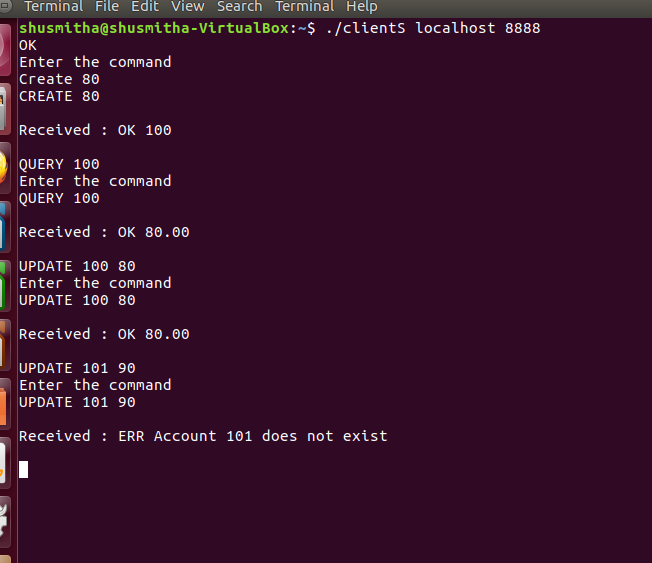 Terminal File Edit View Search Terminal Help
shusmitha@shusmitha-VirtualBox:~$ ./clientS localhost 8888
OK
Enter the command
Create 80
CREATE 80
Received : OK 100
QUERY 100
Enter the command
QUERY 100
Received : OK 80.00
UPDATE 100 80
Enter the command
UPDATE 100 80
Received : OK 80.00
UPDATE 101 90
Enter the command
UPDATE 101 90
Received : ERR Account 101 does not exist